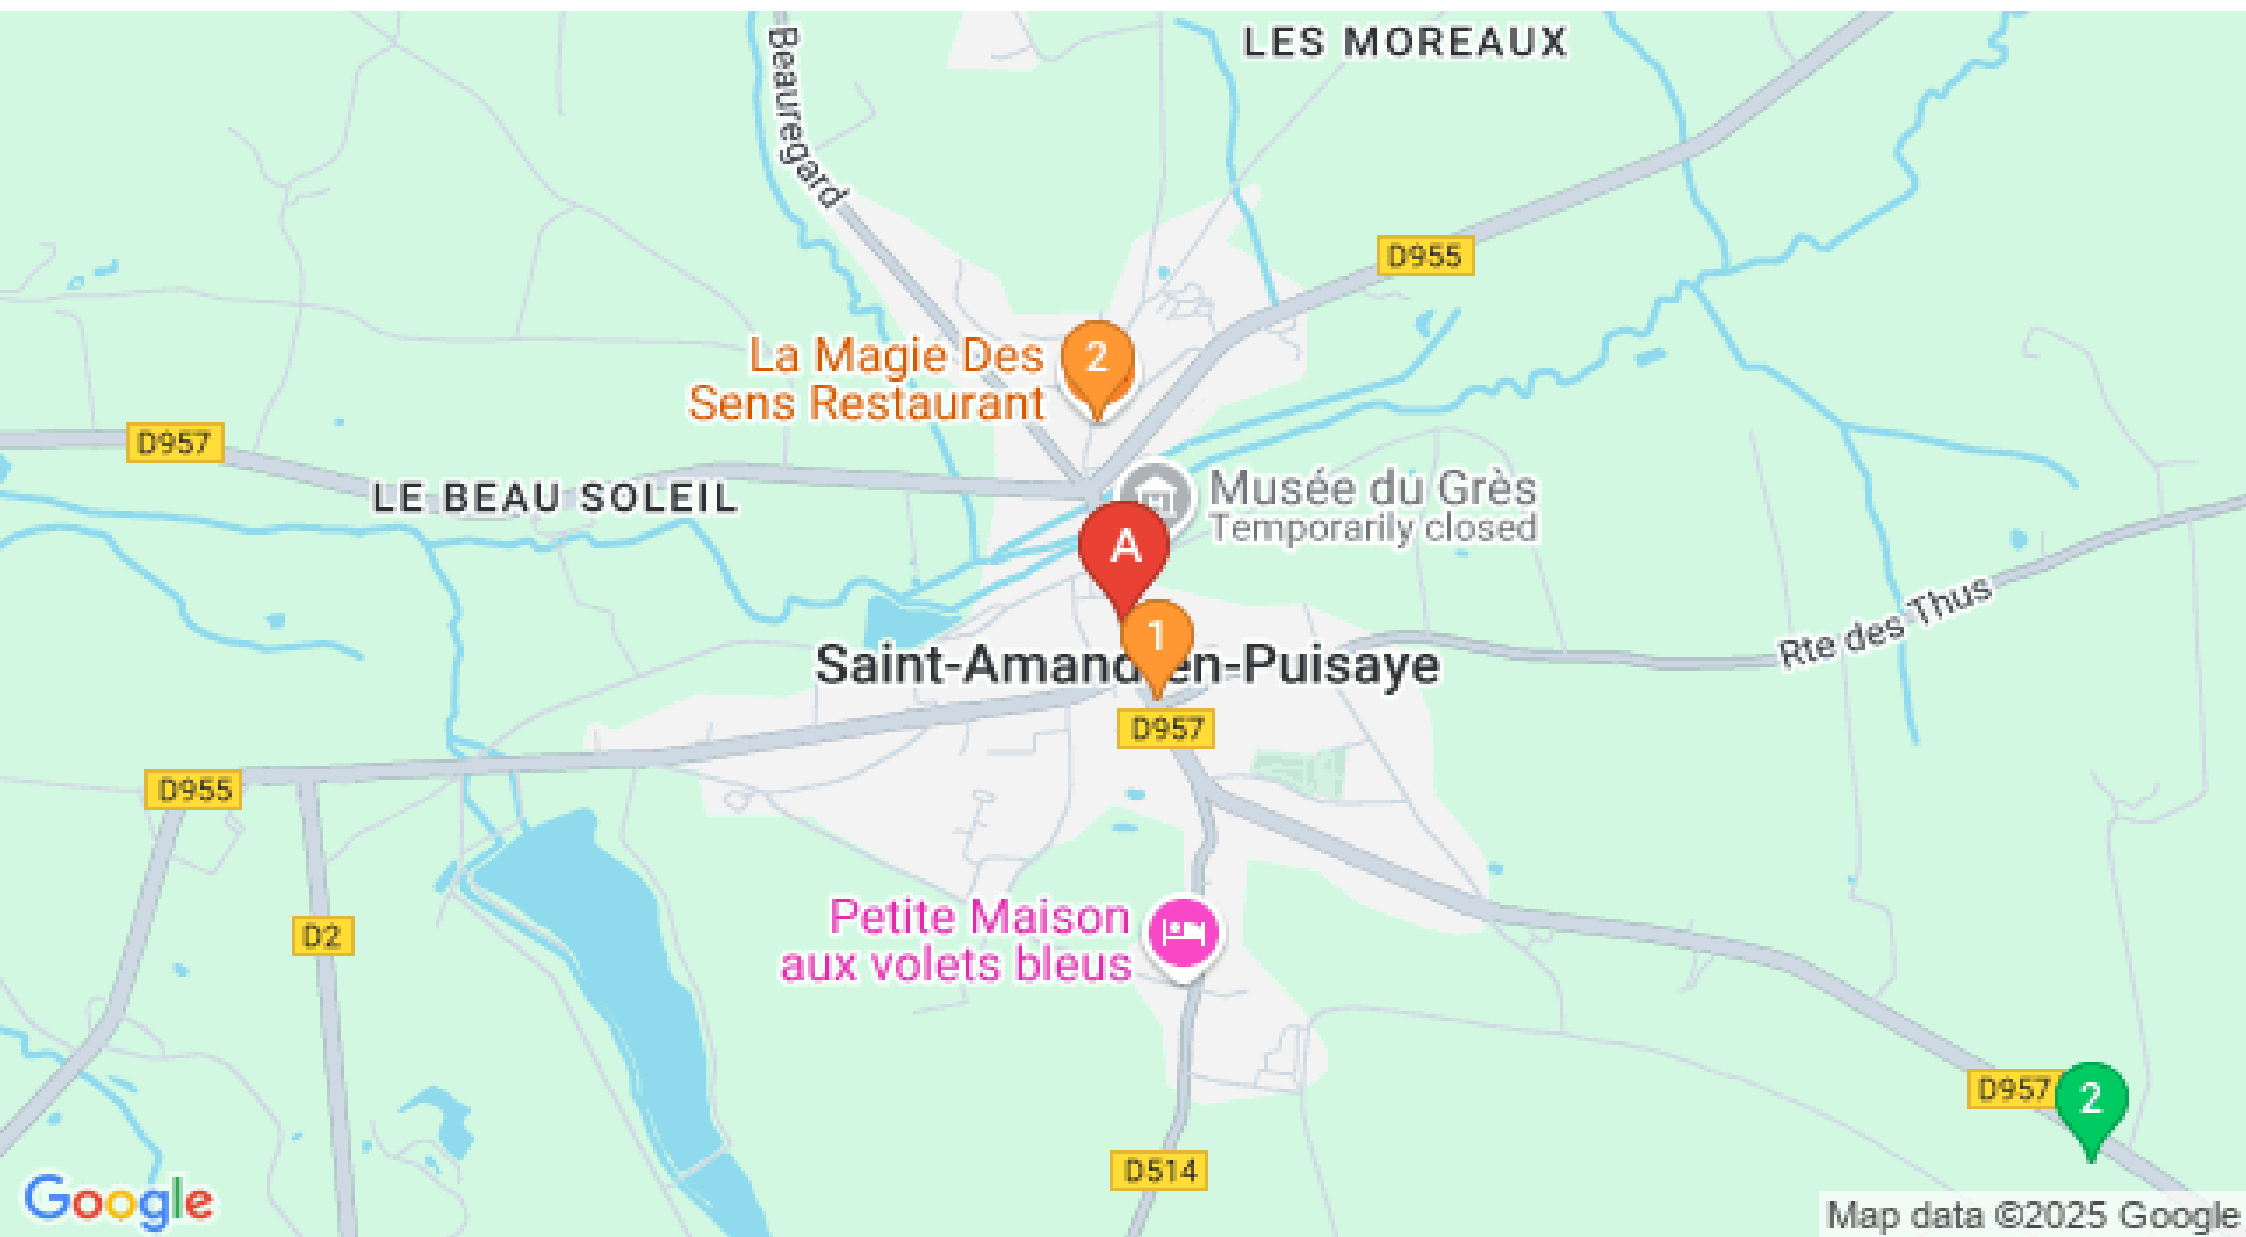 LES MOREAUX
Beauregard
D955
La Magie Des
Sens Restaurant
2
D957
LE BEAU SOLEIL
Musée du Grès
Temporarily closed
A
1
Rte des Thus
Saint-Amand-en-Puisaye
D957
D955
Petite Maison
aux volets bleus
D2
D957
2
D514
Google
Map data ©2025 Google